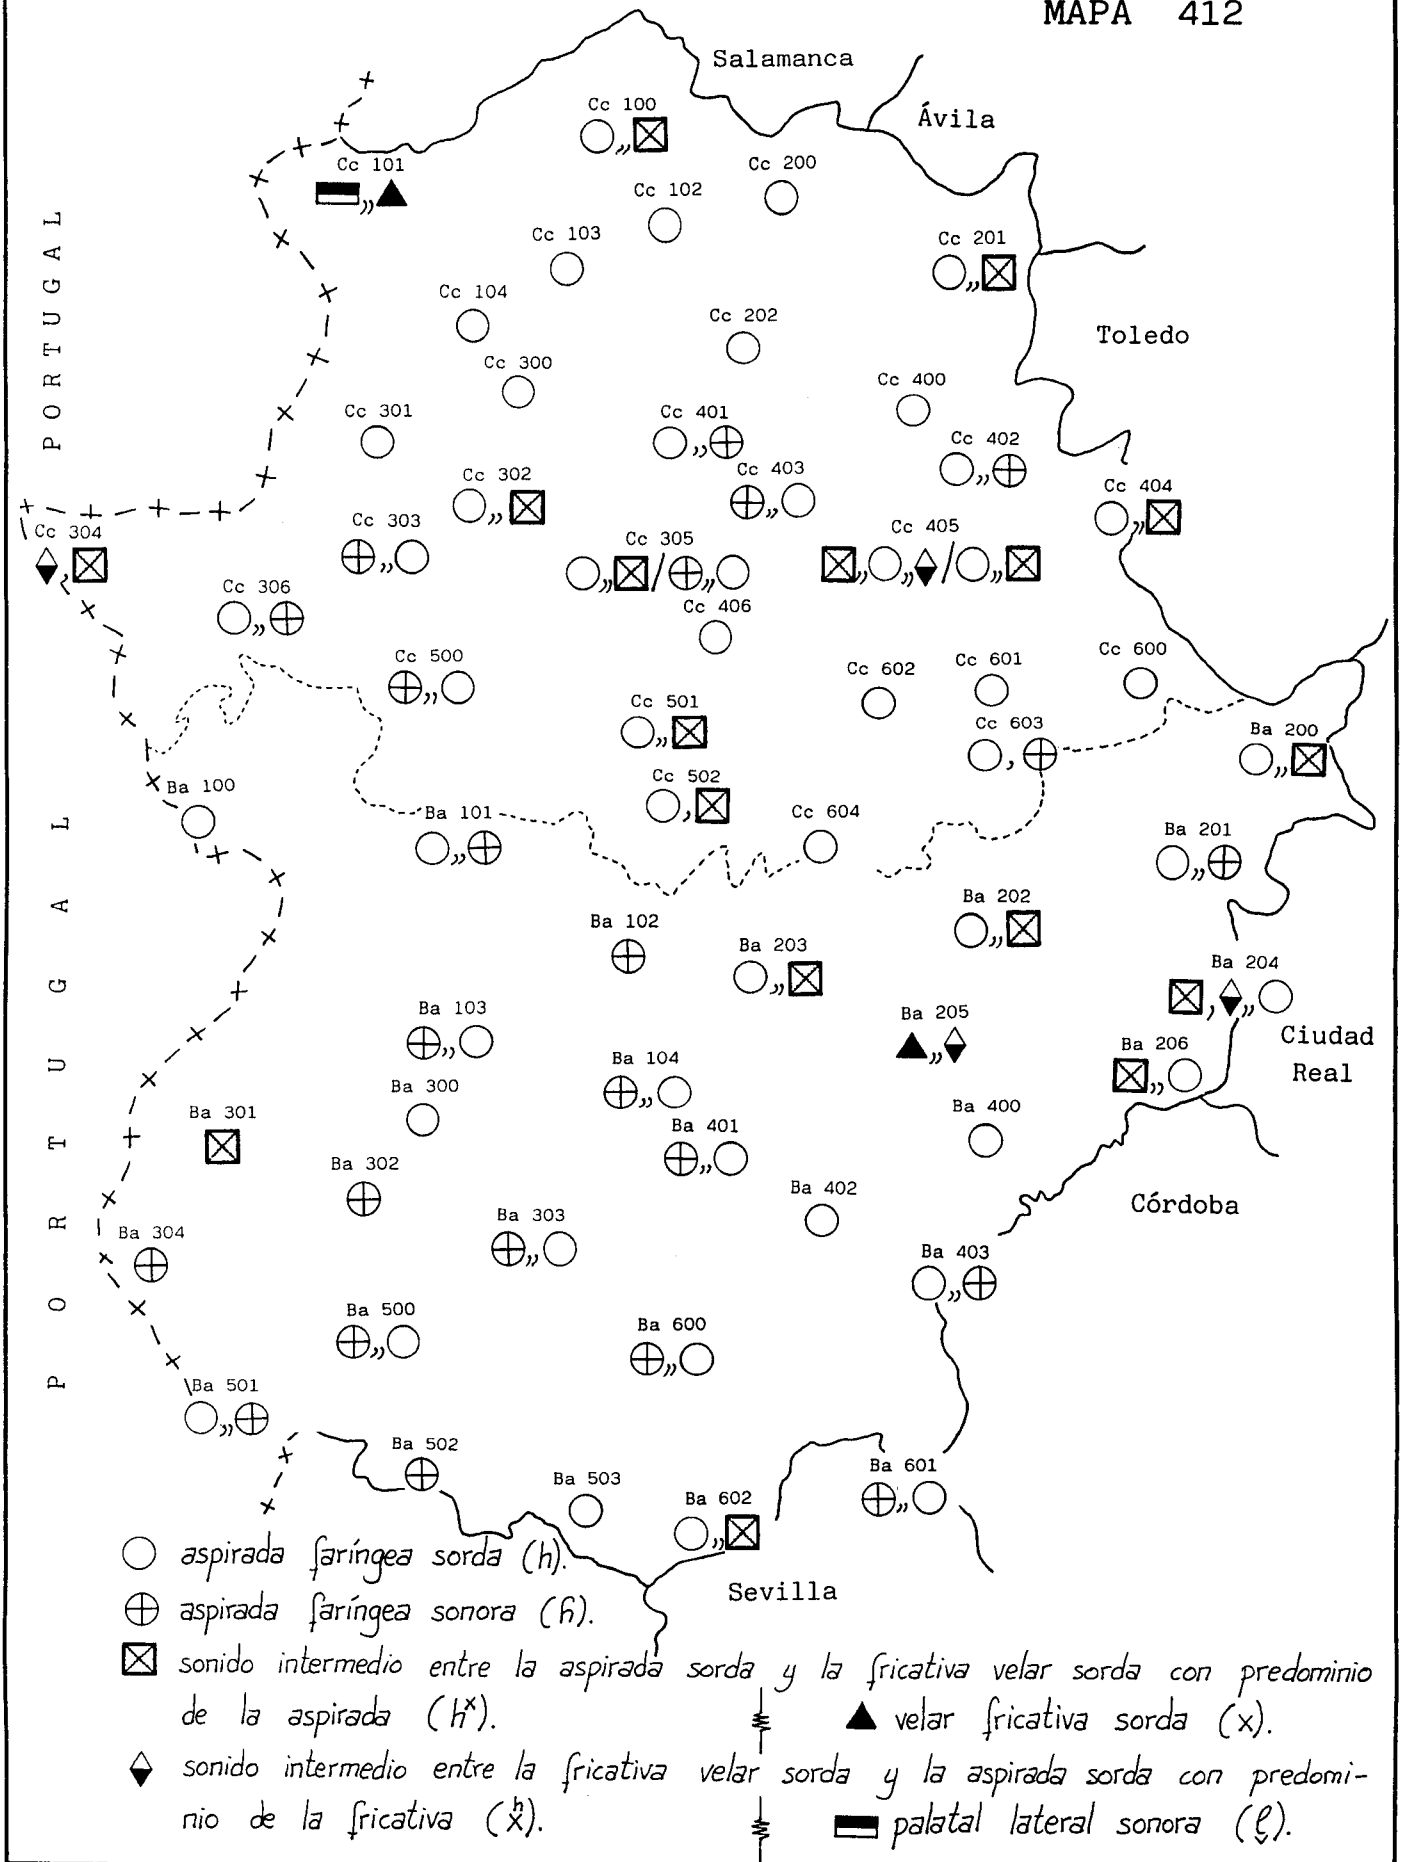 MAPA 412
Salamanca
Ávila
Cc 100
Cc 101
Cc 200
Cc 102
Cc 103
Cc 201
Cc 104
Cc 202
Toledo
Cc 300
Cc 400
Cc 301
Cc 401
Cc 402
Cc 302
Cc 403
Cc 404
Cc 303
Cc 304
Cc 305
Cc 405
Cc 306
Cc 406
Cc 500
Cc 602
Cc 601
Cc 600
Cc 501
Cc 603
Ba 200
Cc 502
Ba 100
Ba 101
Cc 604
Ba 201
Ba 202
Ba 102
Ba 203
Ba 204
Ba 103
Ba 205
Ciudad
Real
Ba 104
Ba 206
Ba 300
Ba 301
Ba 401
Ba 400
Ba 302
Ba 402
Córdoba
Ba 303
Ba 304
Ba 403
Ba 500
Ba 600
Ba 501
Ba 502
Ba 503
Ba 601
Ba 602
Sevilla
PORTUGAL
PORTUGAL
aspirada faríngea sorda (h).
aspirada faríngea sonora (ɦ).
sonido intermedio entre la aspirada sorda y la fricativa velar sorda con predominio
de la aspirada (hˣ).
velar fricativa sorda (x).
sonido intermedio entre la fricativa velar sorda y la aspirada sorda con predomi-
nio de la fricativa (xʰ).
palatal lateral sonora (l̬).